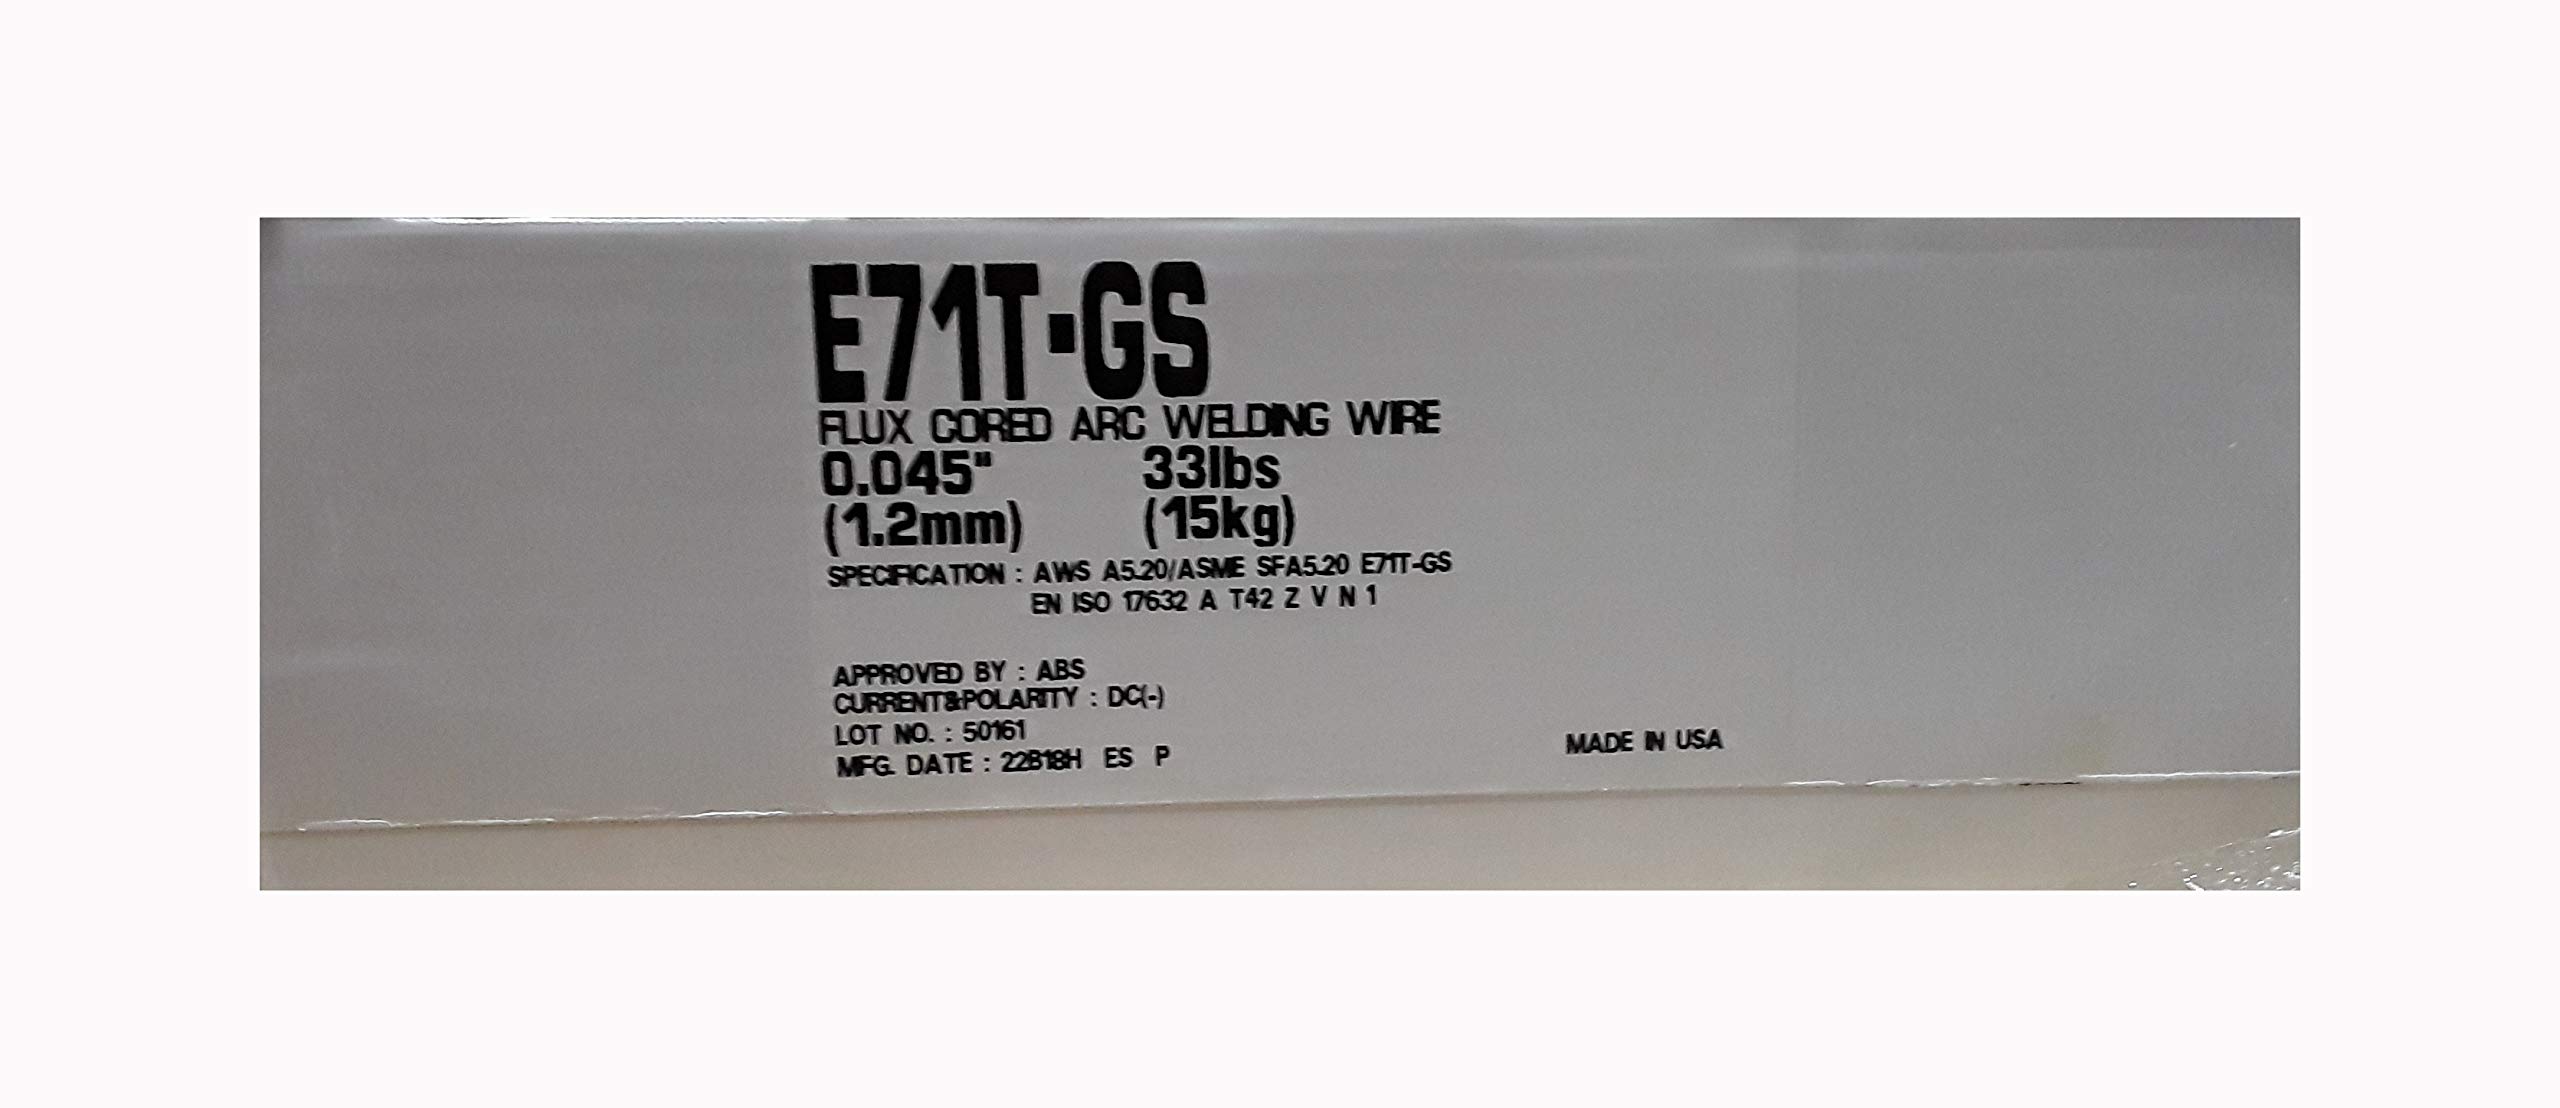 E71T-GS
FLUX CORED ARC WELDING WIRE
0.045" 33lbs
(1.2mm) (15kg)
SPECIFICATION : AWS A5.20/ASME SFA5.20 E71T-GS
EN ISO 17632 A T42 Z V N 1
APPROVED BY : ABS
CURRENT&POLARITY : DC(-)
LOT NO. : 50161
MFG. DATE : 22B18H ES P
MADE IN USA